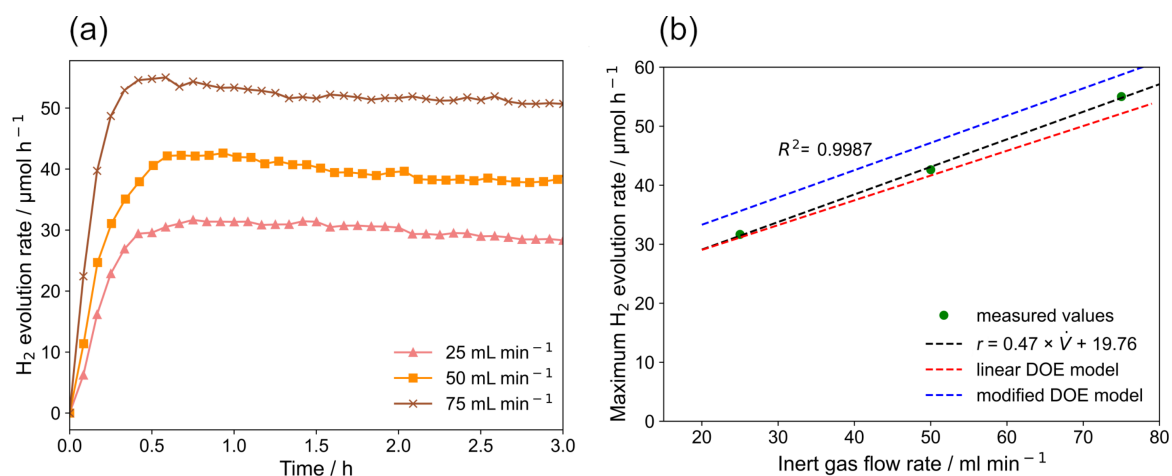 (a)
H₂ evolution rate / μmol h⁻¹
50
40
30
20
10
0
0.0 0.5 1.0 1.5 2.0 2.5 3.0
Time / h
25 mL min⁻¹
50 mL min⁻¹
75 mL min⁻¹
(b)
Maximum H₂ evolution rate / μmol h⁻¹
60
50
40
30
20
10
0
20 30 40 50 60 70 80
Inert gas flow rate / ml min⁻¹
R²= 0.9987
measured values
r = 0.47 × V̇ + 19.76
linear DOE model
modified DOE model